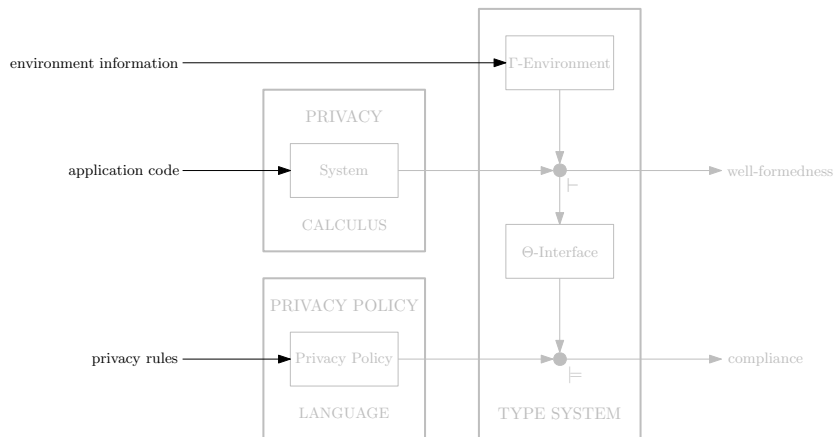 environment information
Γ-Environment
PRIVACY
application code
System
⊢
well-formedness
CALCULUS
Θ-Interface
PRIVACY POLICY
privacy rules
Privacy Policy
⊨
compliance
LANGUAGE
TYPE SYSTEM